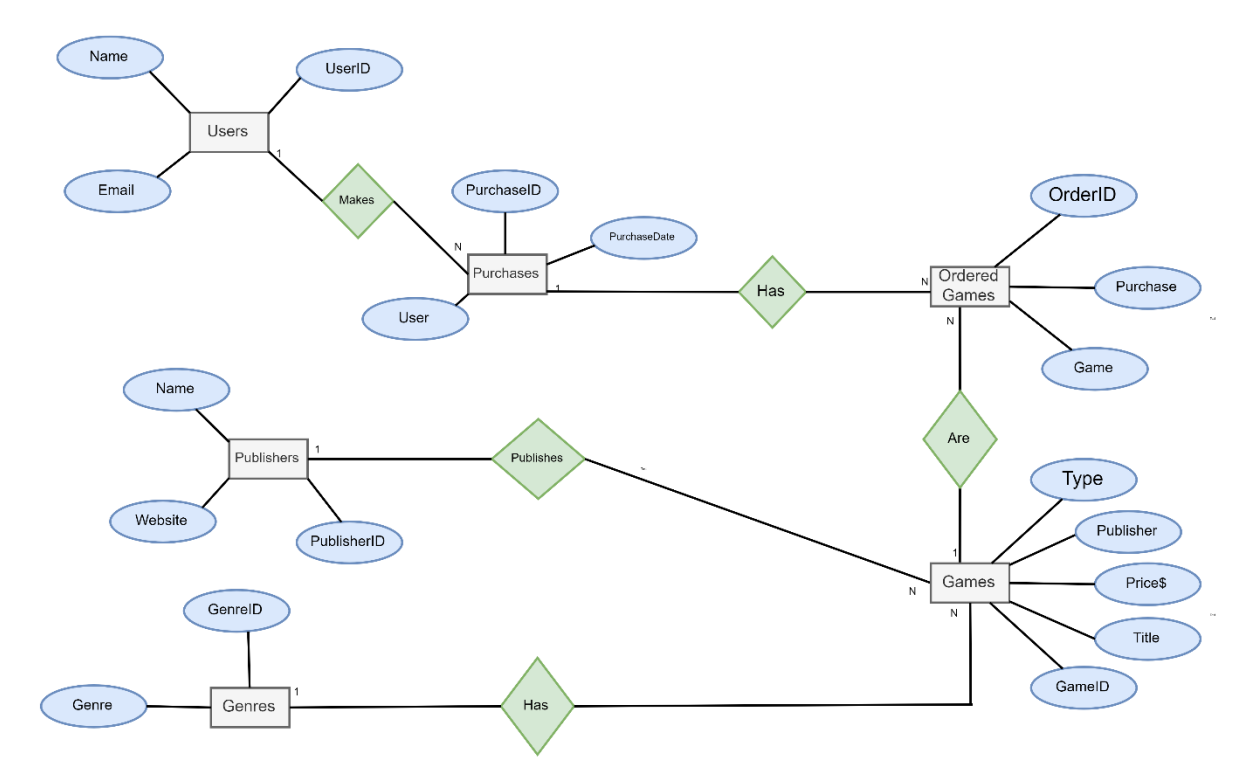 Name
UserID
Users
Email
1
Makes
PurchaseID
PurchaseDate
N
Purchases
1
User
Has
OrderID
N
Ordered
Games
Purchase
N
Game
Name
Publishers
1
Publishes
Are
Website
PublisherID
Type
Publisher
1
Games
Price$
N
N
Title
GameID
GenreID
Genre
Genres
1
Has